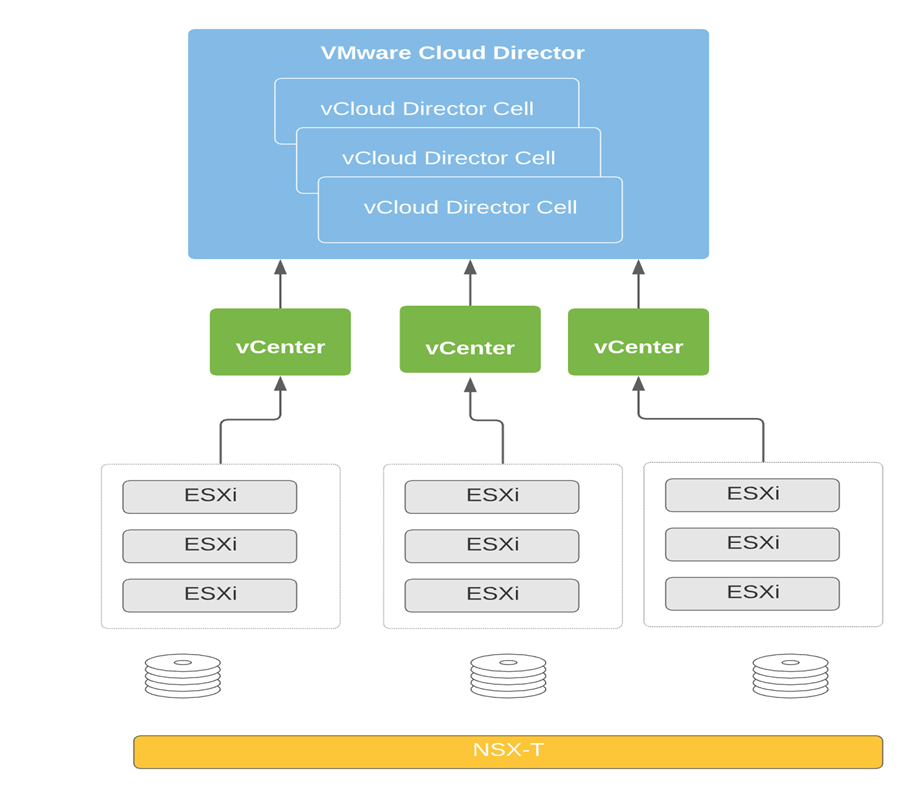 VMware Cloud Director
vCloud Director Cell
vCloud Director Cell
vCloud Director Cell
vCenter
vCenter
vCenter
ESXi
ESXi
ESXi
ESXi
ESXi
ESXi
ESXi
ESXi
ESXi
NSX-T